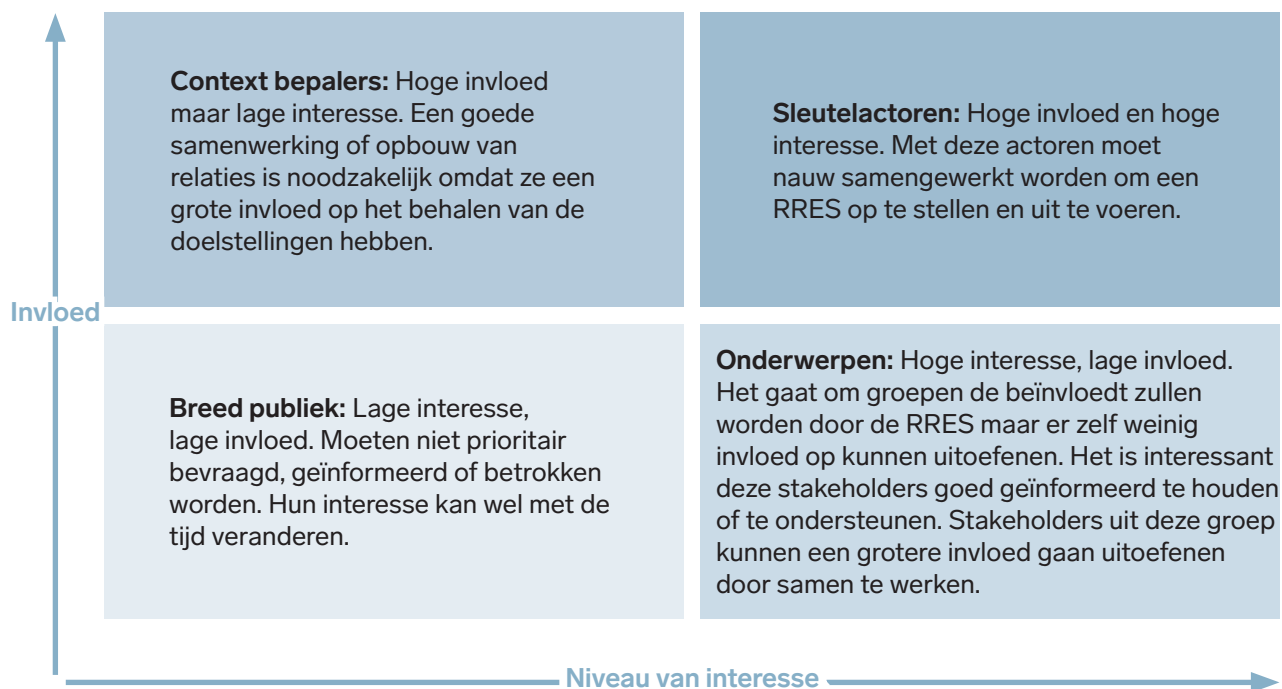 Context bepalers: Hoge invloed
maar lage interesse. Een goede
samenwerking of opbouw van
relaties is noodzakelijk omdat ze een
grote invloed op het behalen van de
doelstellingen hebben.
Sleutelactoren: Hoge invloed en hoge
interesse. Met deze actoren moet
nauw samengewerkt worden om een
RRES op te stellen en uit te voeren.
Invloed
Breed publiek: Lage interesse,
lage invloed. Moeten niet prioritair
bevraagd, geïnformeerd of betrokken
worden. Hun interesse kan wel met de
tijd veranderen.
Onderwerpen: Hoge interesse, lage invloed.
Het gaat om groepen de beïnvloedt zullen
worden door de RRES maar er zelf weinig
invloed op kunnen uitoefenen. Het is interessant
deze stakeholders goed geïnformeerd te houden
of te ondersteunen. Stakeholders uit deze groep
kunnen een grotere invloed gaan uitoefenen
door samen te werken.
Niveau van interesse